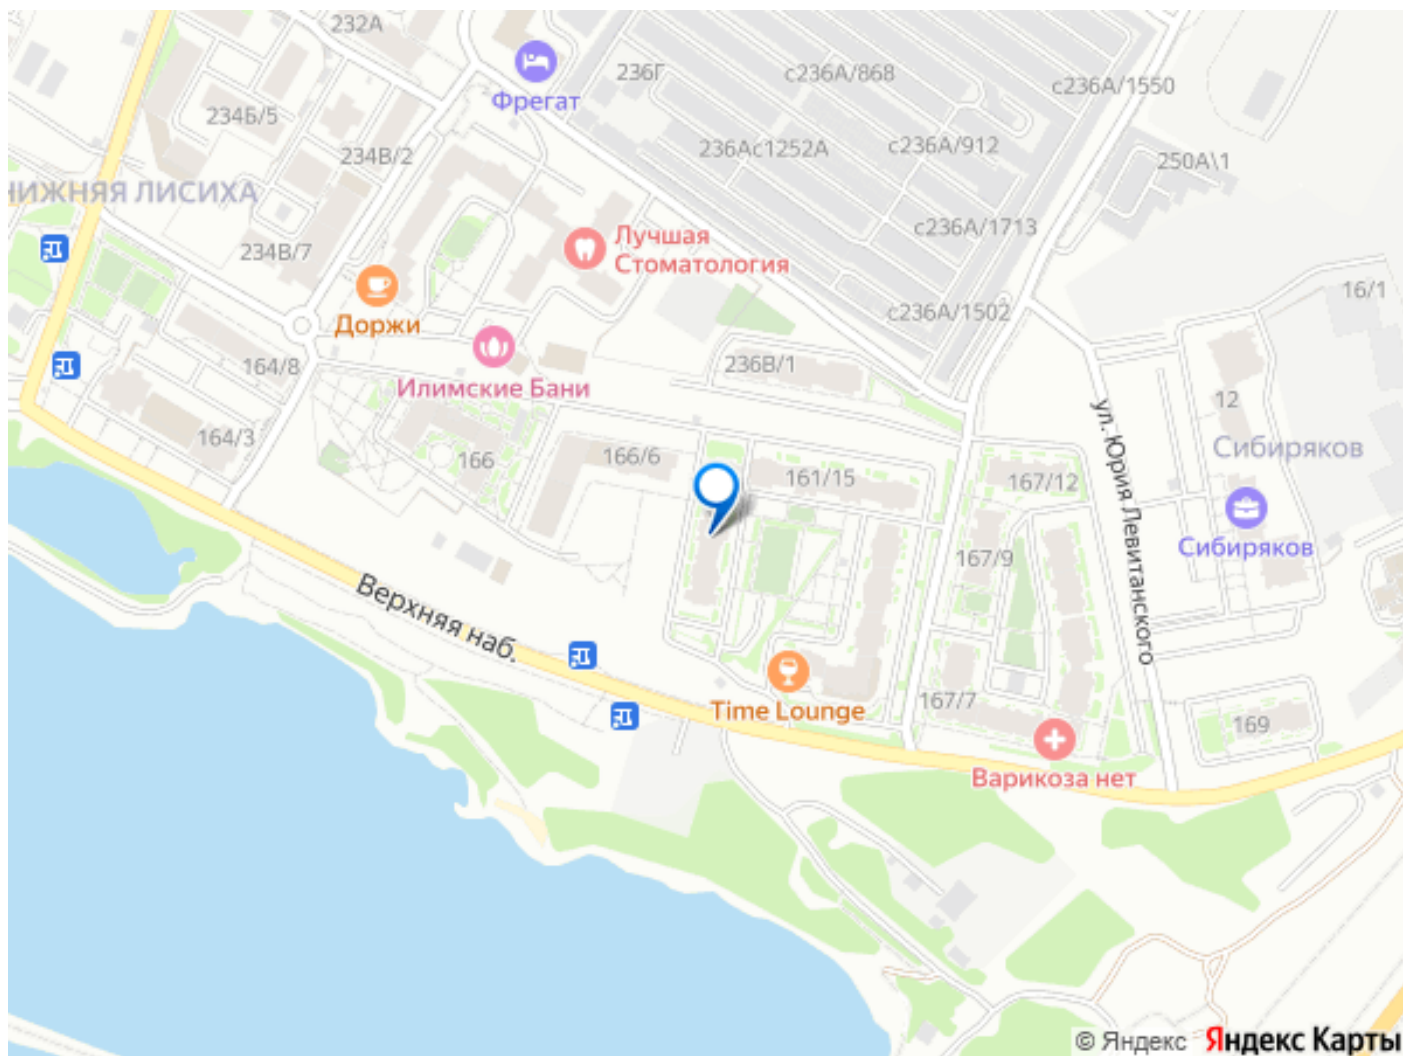 232А
Фрегат
236Г
с236А/868
с236А/1550
234Б/5
234В/2
236Ас1252А
с236А/912
250А\1
НИЖНЯЯ ЛИСИХА
234В/7
Лучшая
Стоматология
с236А/1713
16/1
Доржи
с236А/1502
164/8
Илимские Бани
236В/1
12
164/3
166
166/6
161/15
167/12
ул. Юрия Левитанского
Сибиряков
167/9
Сибиряков
Верхняя наб.
Time Lounge
167/7
169
Варикоза нет
© Яндекс Яндекс Карты